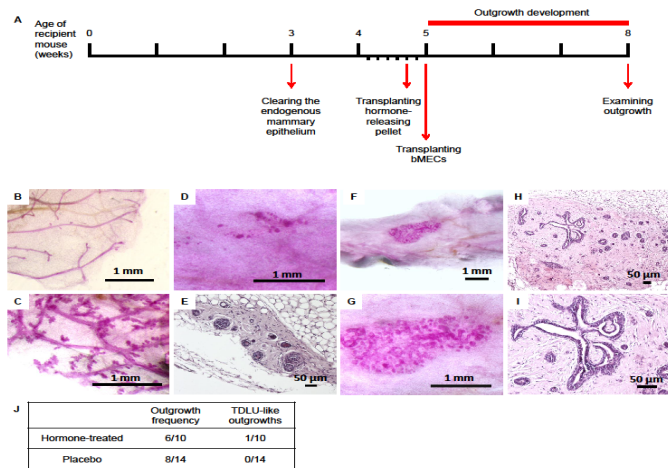 Outgrowth development
A
Age of
recipient
mouse
(weeks)
0
3
4
5
8
Clearing the
endogenous
mammary
epithelium
Transplanting
hormone-
releasing
pellet
Transplanting
bMECs
Examining
outgrowth
B
1 mm
D
1 mm
F
1 mm
H
50 µm
C
1 mm
E
50 µm
G
1 mm
I
50 µm
J
Outgrowth
frequency
TDLU-like
outgrowths
Hormone-treated 6/10 1/10
Placebo 8/14 0/14